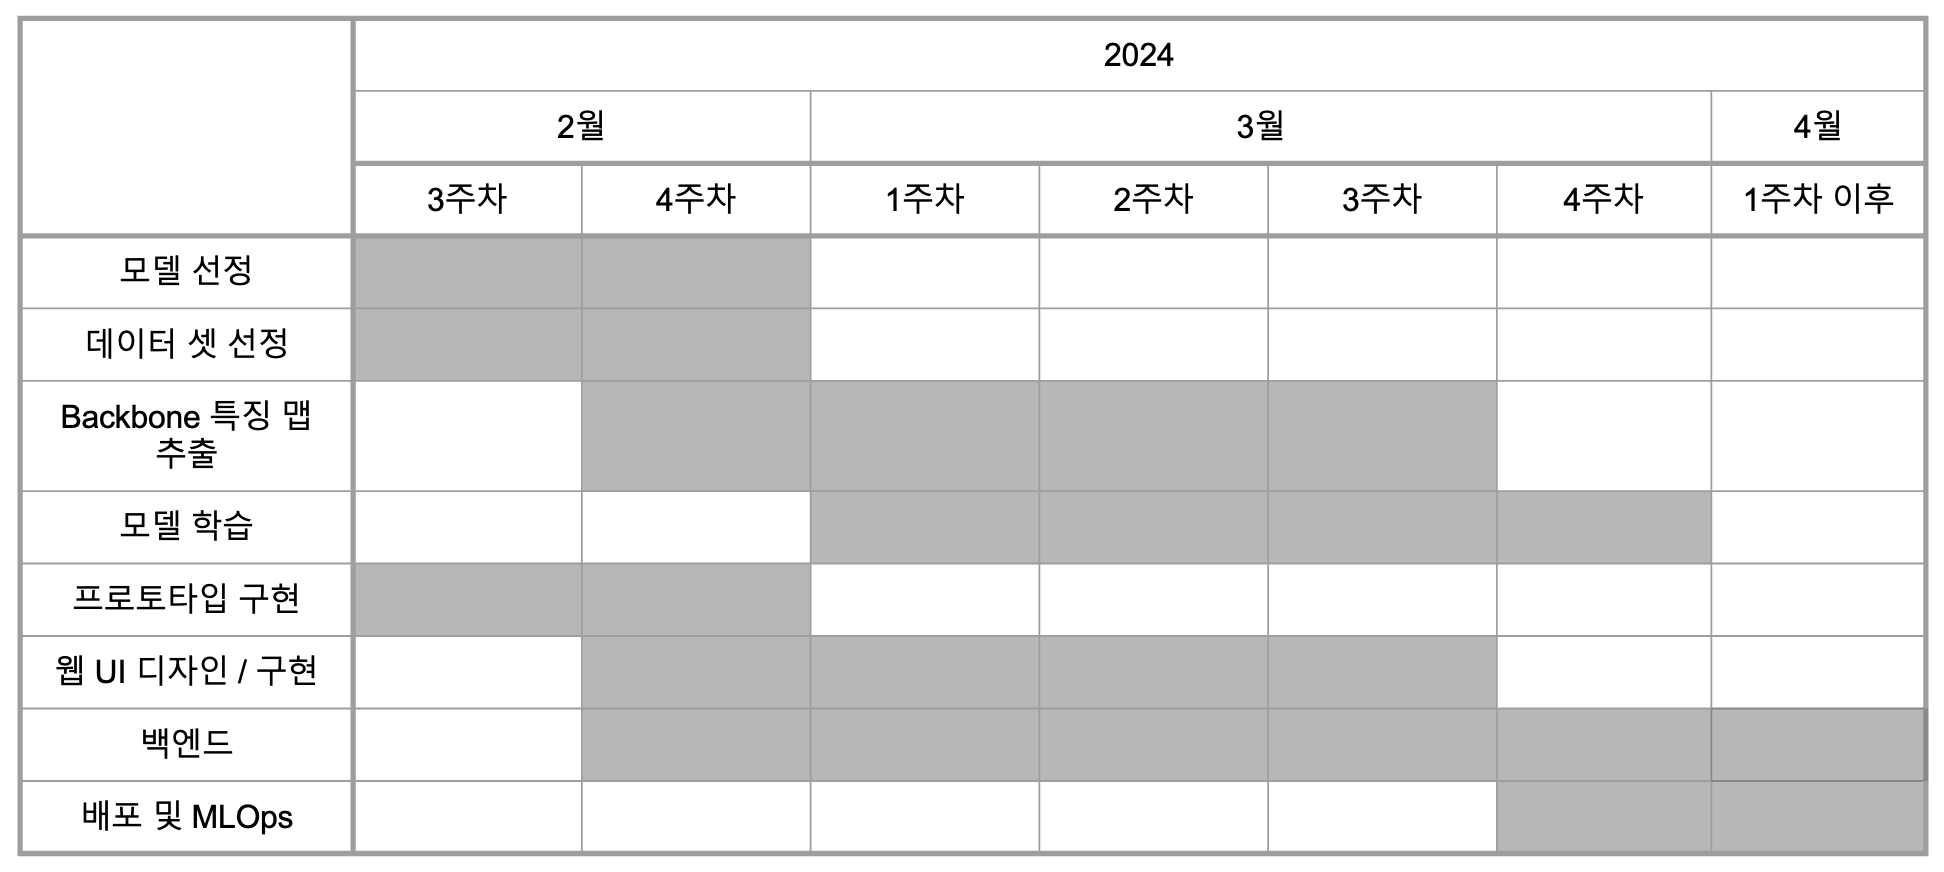 2024
2월 3월 4월
3주차 4주차 1주차 2주차 3주차 4주차 1주차 이후
모델 선정
데이터 셋 선정
Backbone 특징 맵
추출
모델 학습
프로토타입 구현
웹 UI 디자인 / 구현
백엔드
배포 및 MLOps